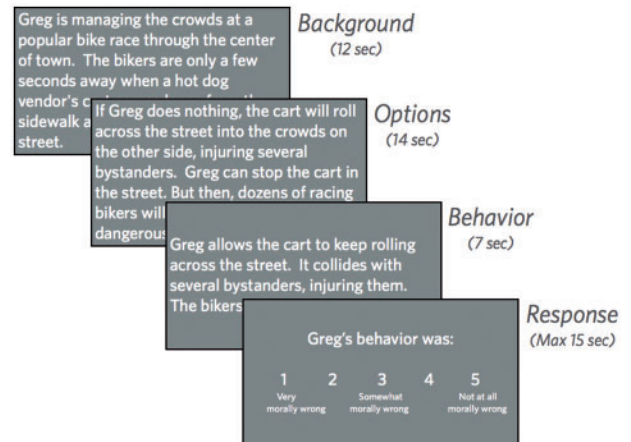 Greg is managing the crowds at a
popular bike race through the center
of town. The bikers are only a few
seconds away when a hot dog
vendor's
sidewalk
street.
Background
(12 sec)
If Greg does nothing, the cart will roll
across the street into the crowds on
the other side, injuring several
bystanders. Greg can stop the cart in
the street. But then, dozens of racing
bikers will
dangerous
Options
(14 sec)
Greg allows the cart to keep rolling
across the street. It collides with
several bystanders, injuring them.
The bikers
Behavior
(7 sec)
Greg's behavior was:
1 2 3 4 5
Very Somewhat Not at all
morally wrong morally wrong morally wrong
Response
(Max 15 sec)